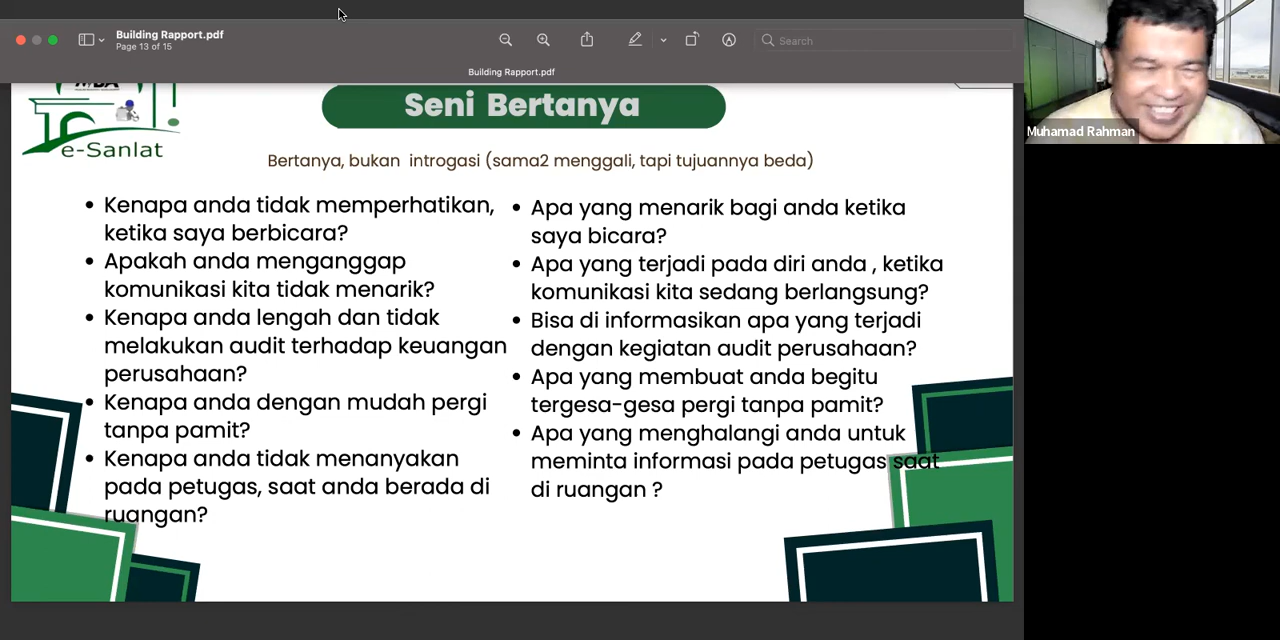 Building Rapport.pdf
Page 13 of 15
Search
Building Rapport.pdf
e-Sanlat
Seni Bertanya
Bertanya, bukan introgasi (sama2 menggali, tapi tujuannya beda)
• Kenapa anda tidak memperhatikan,
ketika saya berbicara?
• Apakah anda menganggap
komunikasi kita tidak menarik?
• Kenapa anda lengah dan tidak
melakukan audit terhadap keuangan
perusahaan?
• Kenapa anda dengan mudah pergi
tanpa pamit?
• Kenapa anda tidak menanyakan
pada petugas, saat anda berada di
ruangan?
• Apa yang menarik bagi anda ketika
saya bicara?
• Apa yang terjadi pada diri anda , ketika
komunikasi kita sedang berlangsung?
• Bisa di informasikan apa yang terjadi
dengan kegiatan audit perusahaan?
• Apa yang membuat anda begitu
tergesa-gesa pergi tanpa pamit?
• Apa yang menghalangi anda untuk
meminta informasi pada petugas saat
di ruangan ?
Muhamad Rahman